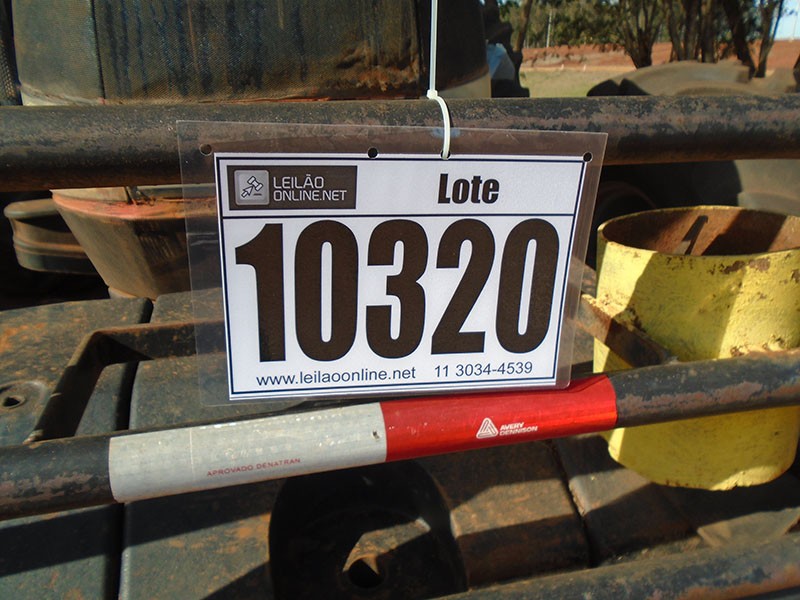 LEILÃO
ONLINE.NET
Lote
10320
www.leilaoonline.net 11 3034-4539
AVERY
DENNISON
APROVADO DENATRAN